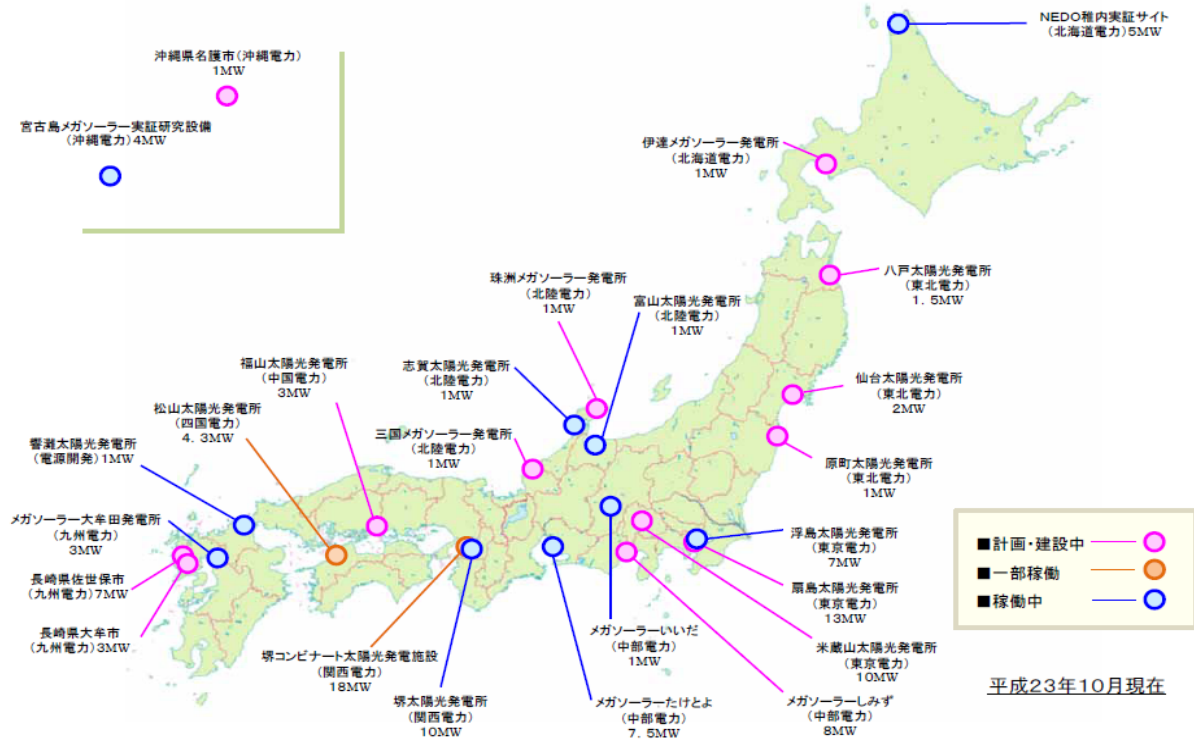 NEDO稚内実証サイト
(北海道電力)5MW
沖縄県名護市(沖縄電力)
1MW
宮古島メガソーラー実証研究設備
(沖縄電力)4MW
伊達メガソーラー発電所
(北海道電力)
1MW
八戸太陽光発電所
(東北電力)
1．5MW
珠洲メガソーラー発電所
(北陸電力)
1MW
富山太陽光発電所
(北陸電力)
1MW
福山太陽光発電所
(中国電力)
3MW
志賀太陽光発電所
(北陸電力)
1MW
仙台太陽光発電所
(東北電力)
2MW
松山太陽光発電所
(四国電力)
4．3MW
三国メガソーラー発電所
(北陸電力)
1MW
響灘太陽光発電所
(電源開発)1MW
原町太陽光発電所
(東北電力)
1MW
メガソーラー大牟田発電所
(九州電力)
3MW
浮島太陽光発電所
(東京電力)
7MW
長崎県佐世保市
(九州電力)7MW
扇島太陽光発電所
(東京電力)
13MW
長崎県大牟市
(九州電力)3MW
メガソーラーいいだ
(中部電力)
1MW
米蔵山太陽光発電所
(東京電力)
10MW
堺コンビナート太陽光発電施設
(関西電力)
18MW
堺太陽光発電所
(関西電力)
10MW
メガソーラーたけとよ
(中部電力)
7．5MW
メガソーラーしみず
(中部電力)
8MW
■計画・建設中
■一部稼働
■稼働中
平成23年10月現在